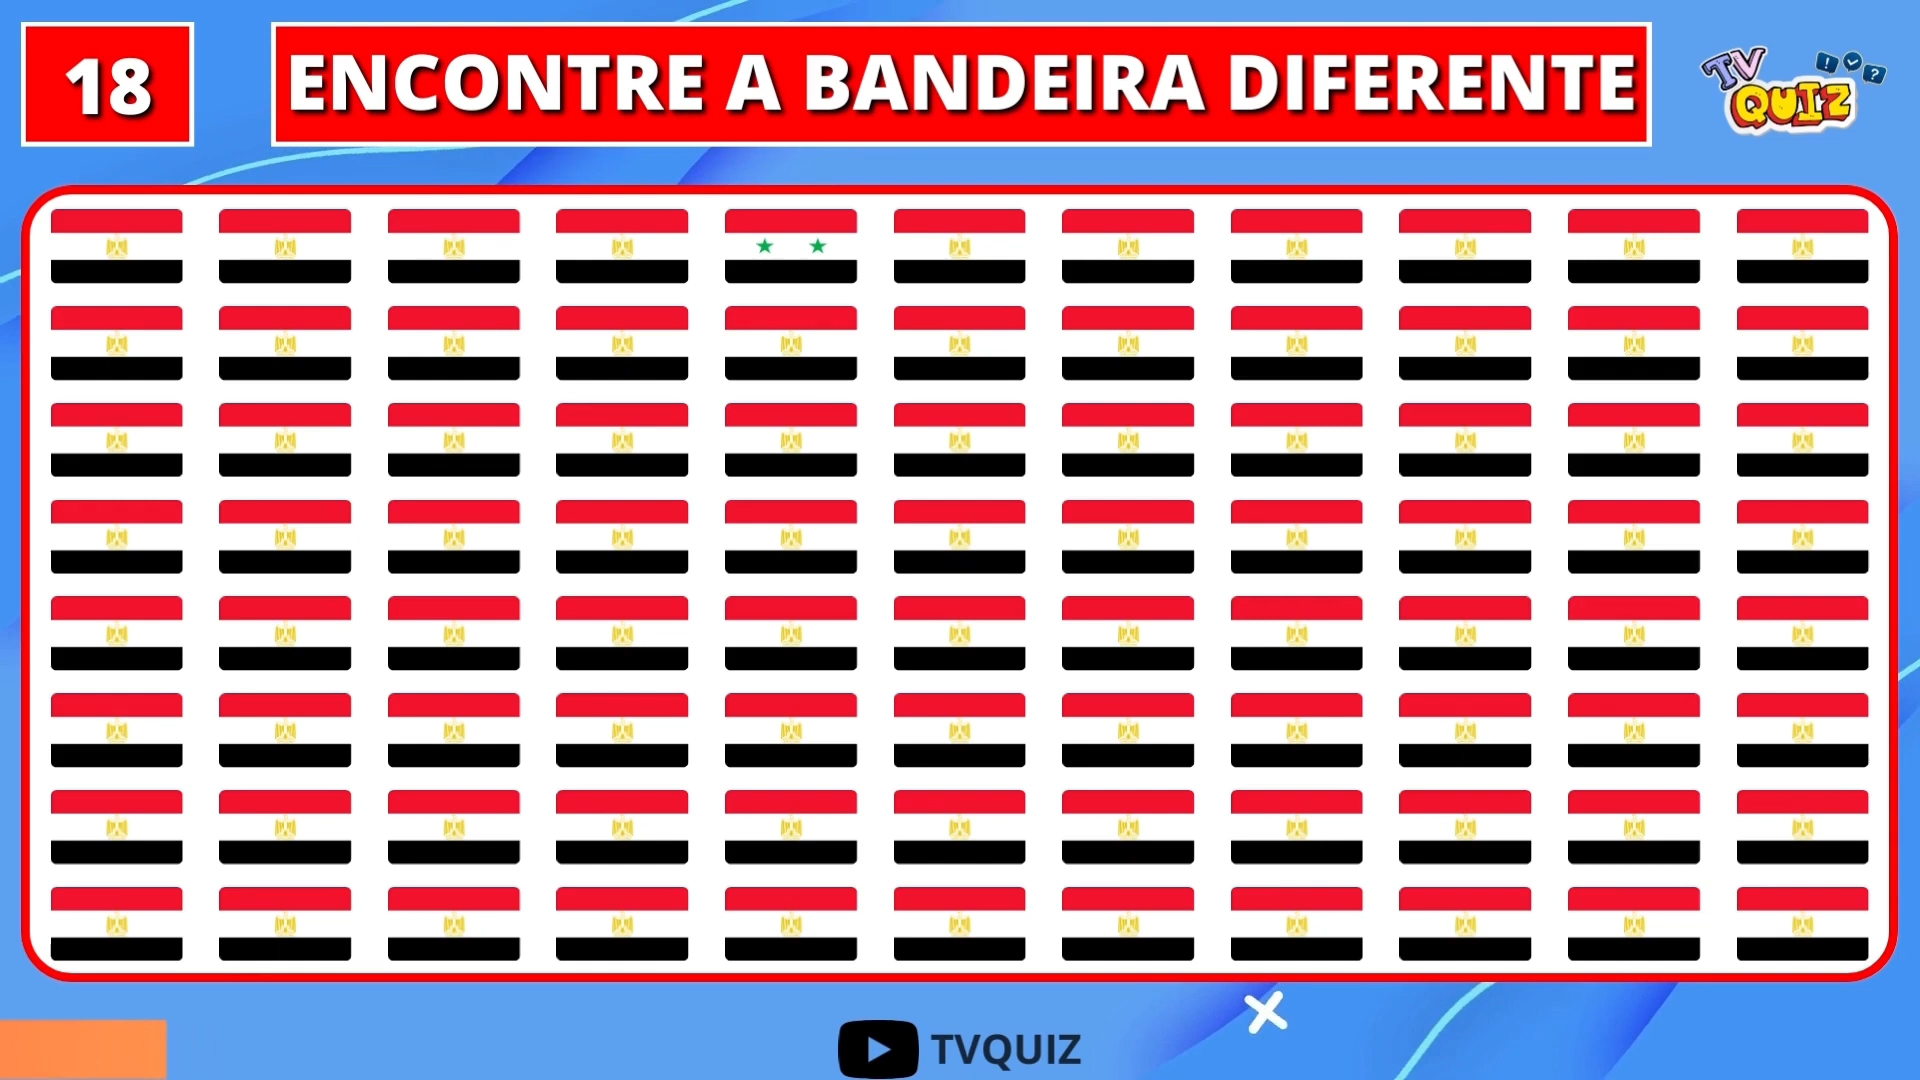 18
ENCONTRE A BANDEIRA DIFERENTE
TV
QUIZ
! ?
TVQUIZ